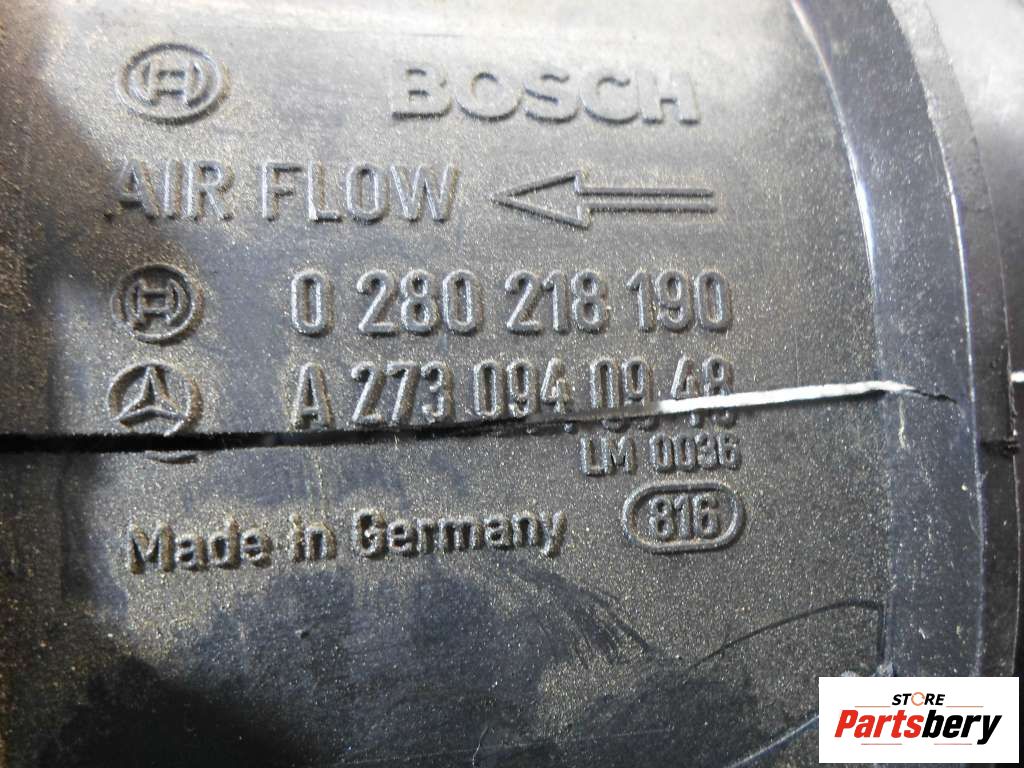 BOSCH
AIR FLOW
0 280 218 190
A 273 094 09 48
LM 0036
816
Made in Germany
STORE
Partsbery